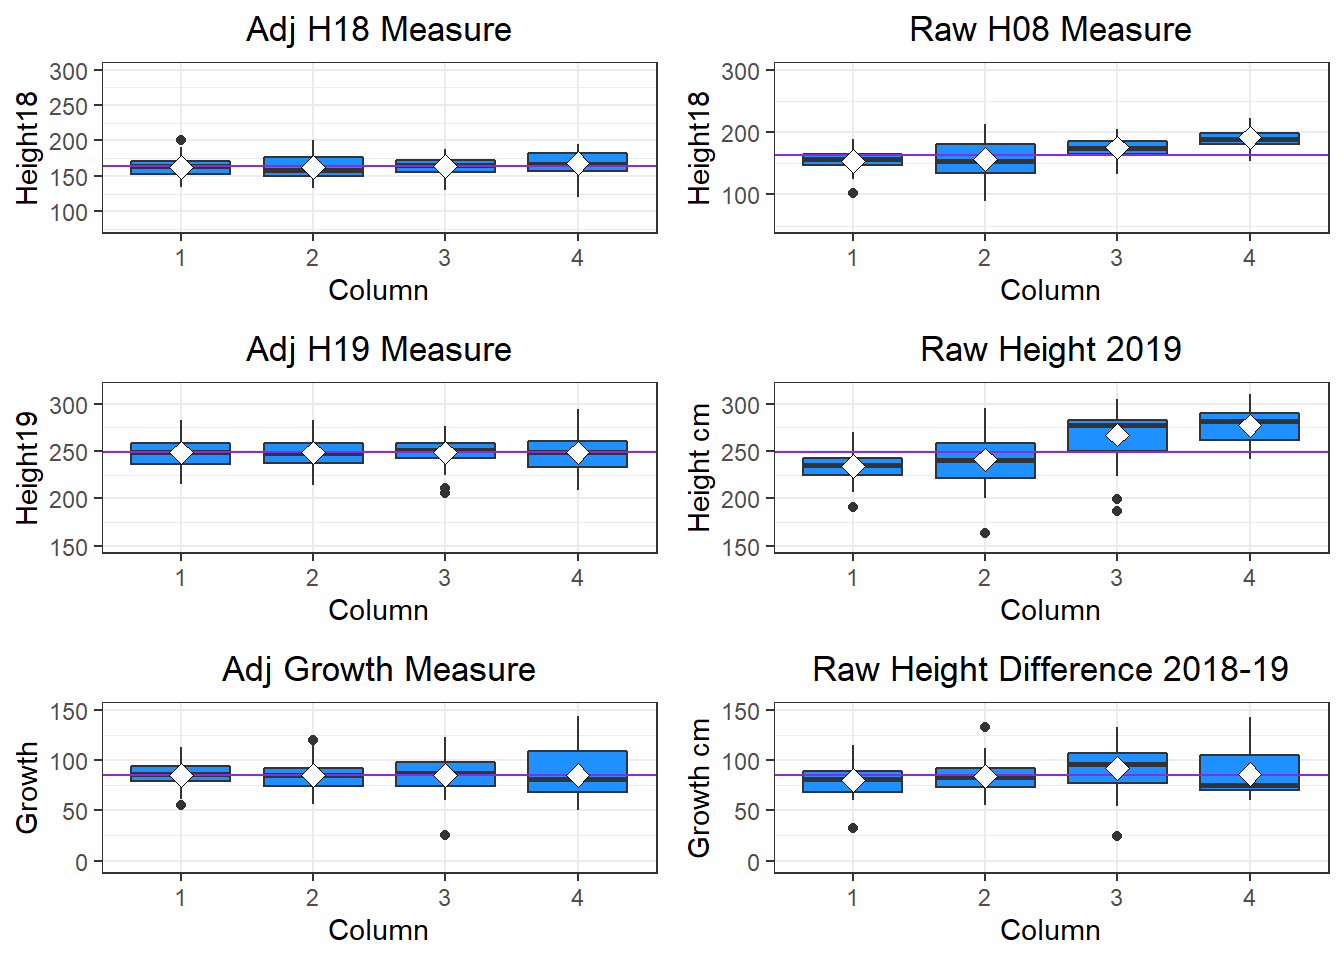 Adj H18 Measure
Height18
300
250
200
150
100
1 2 3 4
Column
Raw H08 Measure
Height18
300
200
100
1 2 3 4
Column
Adj H19 Measure
Height19
300
250
200
150
1 2 3 4
Column
Raw Height 2019
Height cm
300
250
200
150
1 2 3 4
Column
Adj Growth Measure
Growth
150
100
50
0
1 2 3 4
Column
Raw Height Difference 2018-19
Growth cm
150
100
50
0
1 2 3 4
Column